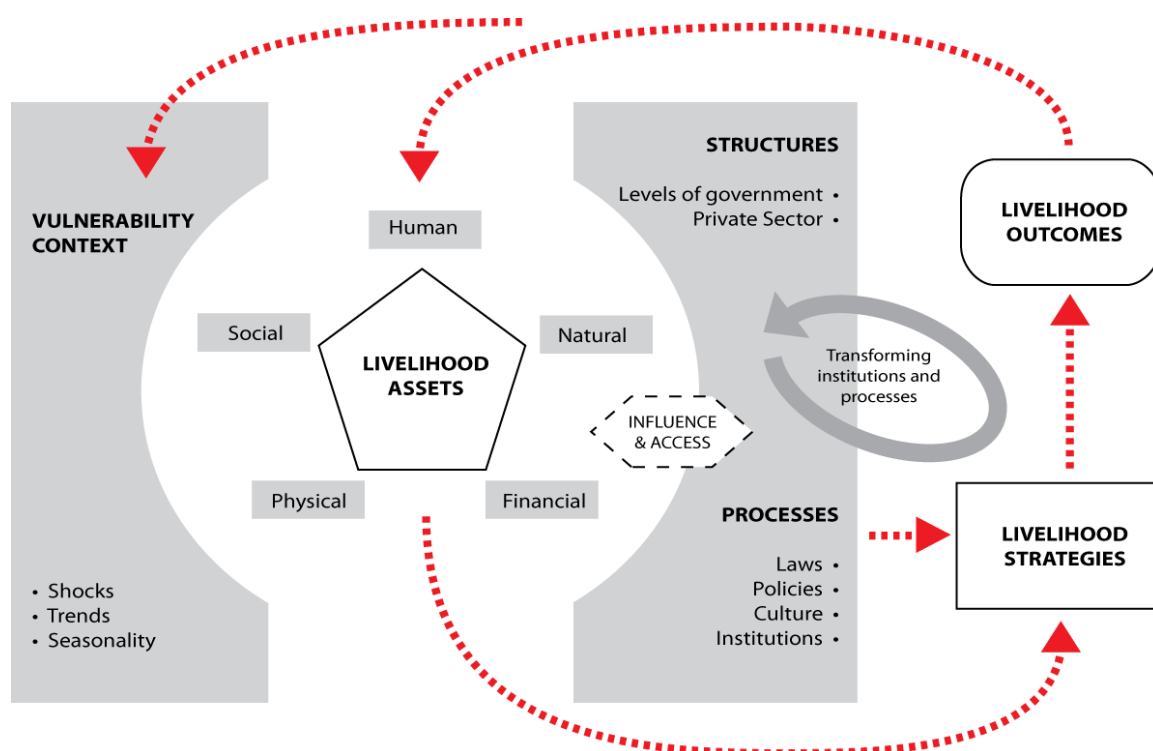 VULNERABILITY
CONTEXT
• Shocks
• Trends
• Seasonality
Human
Social
Natural
LIVELIHOOD
ASSETS
Physical
Financial
INFLUENCE
& ACCESS
STRUCTURES
Levels of government •
Private Sector •
Transforming
institutions and
processes
PROCESSES
Laws •
Policies •
Culture •
Institutions •
LIVELIHOOD
OUTCOMES
LIVELIHOOD
STRATEGIES